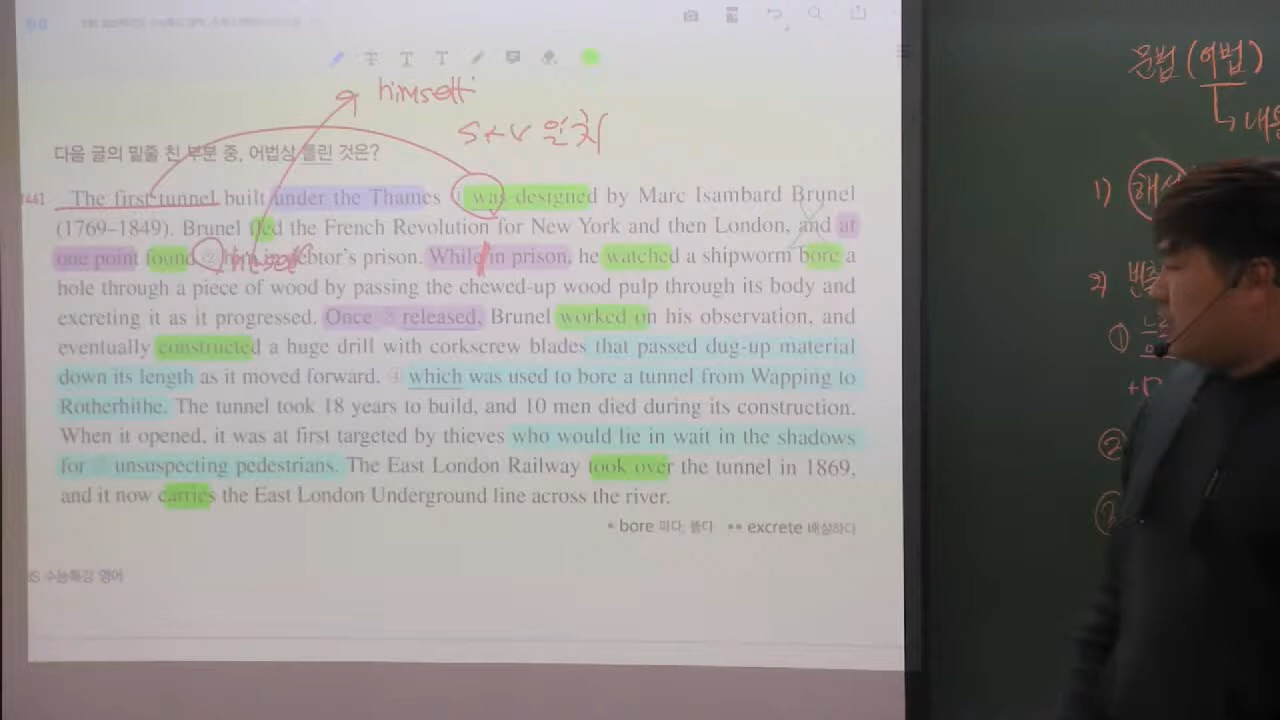 himself
S+V 일치
다음 글의 밑줄 친 부분 중, 어법상 틀린 것은?
The first tunnel built under the Thames ① was designed by Marc Isambard Brunel
(1769–1849). Brunel fled the French Revolution for New York and then London, and at
one point found ② in debtor's prison. While in prison, he watched a shipworm bore a
hole through a piece of wood by passing the chewed-up wood pulp through its body and
excreting it as it progressed. Once ③ released, Brunel worked on his observation, and
eventually constructed a huge drill with corkscrew blades that passed dug-up material
down its length as it moved forward. ④ which was used to bore a tunnel from Wapping to
Rotherhithe. The tunnel took 18 years to build, and 10 men died during its construction.
When it opened, it was at first targeted by thieves who would lie in wait in the shadows
for ⑤ unsuspecting pedestrians. The East London Railway took over the tunnel in 1869,
and it now carries the East London Underground line across the river.
* bore 파다, 뚫다 ** excrete 배설하다
수능특강 영어
문법 (어법)
1)
2)
①
②